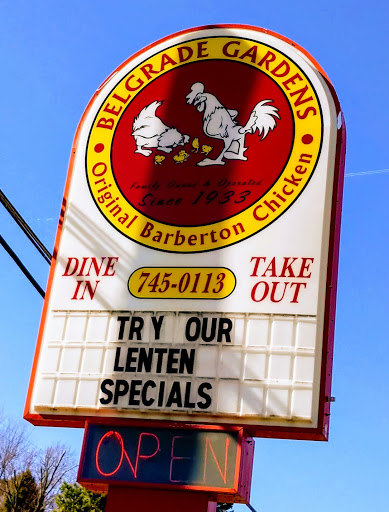 BELGRADE GARDENS
Family Owned & Operated
Since 1933
Original Barberton Chicken
DINE IN
745-0113
TAKE OUT
TRY OUR
LENTEN
SPECIALS
OPEN